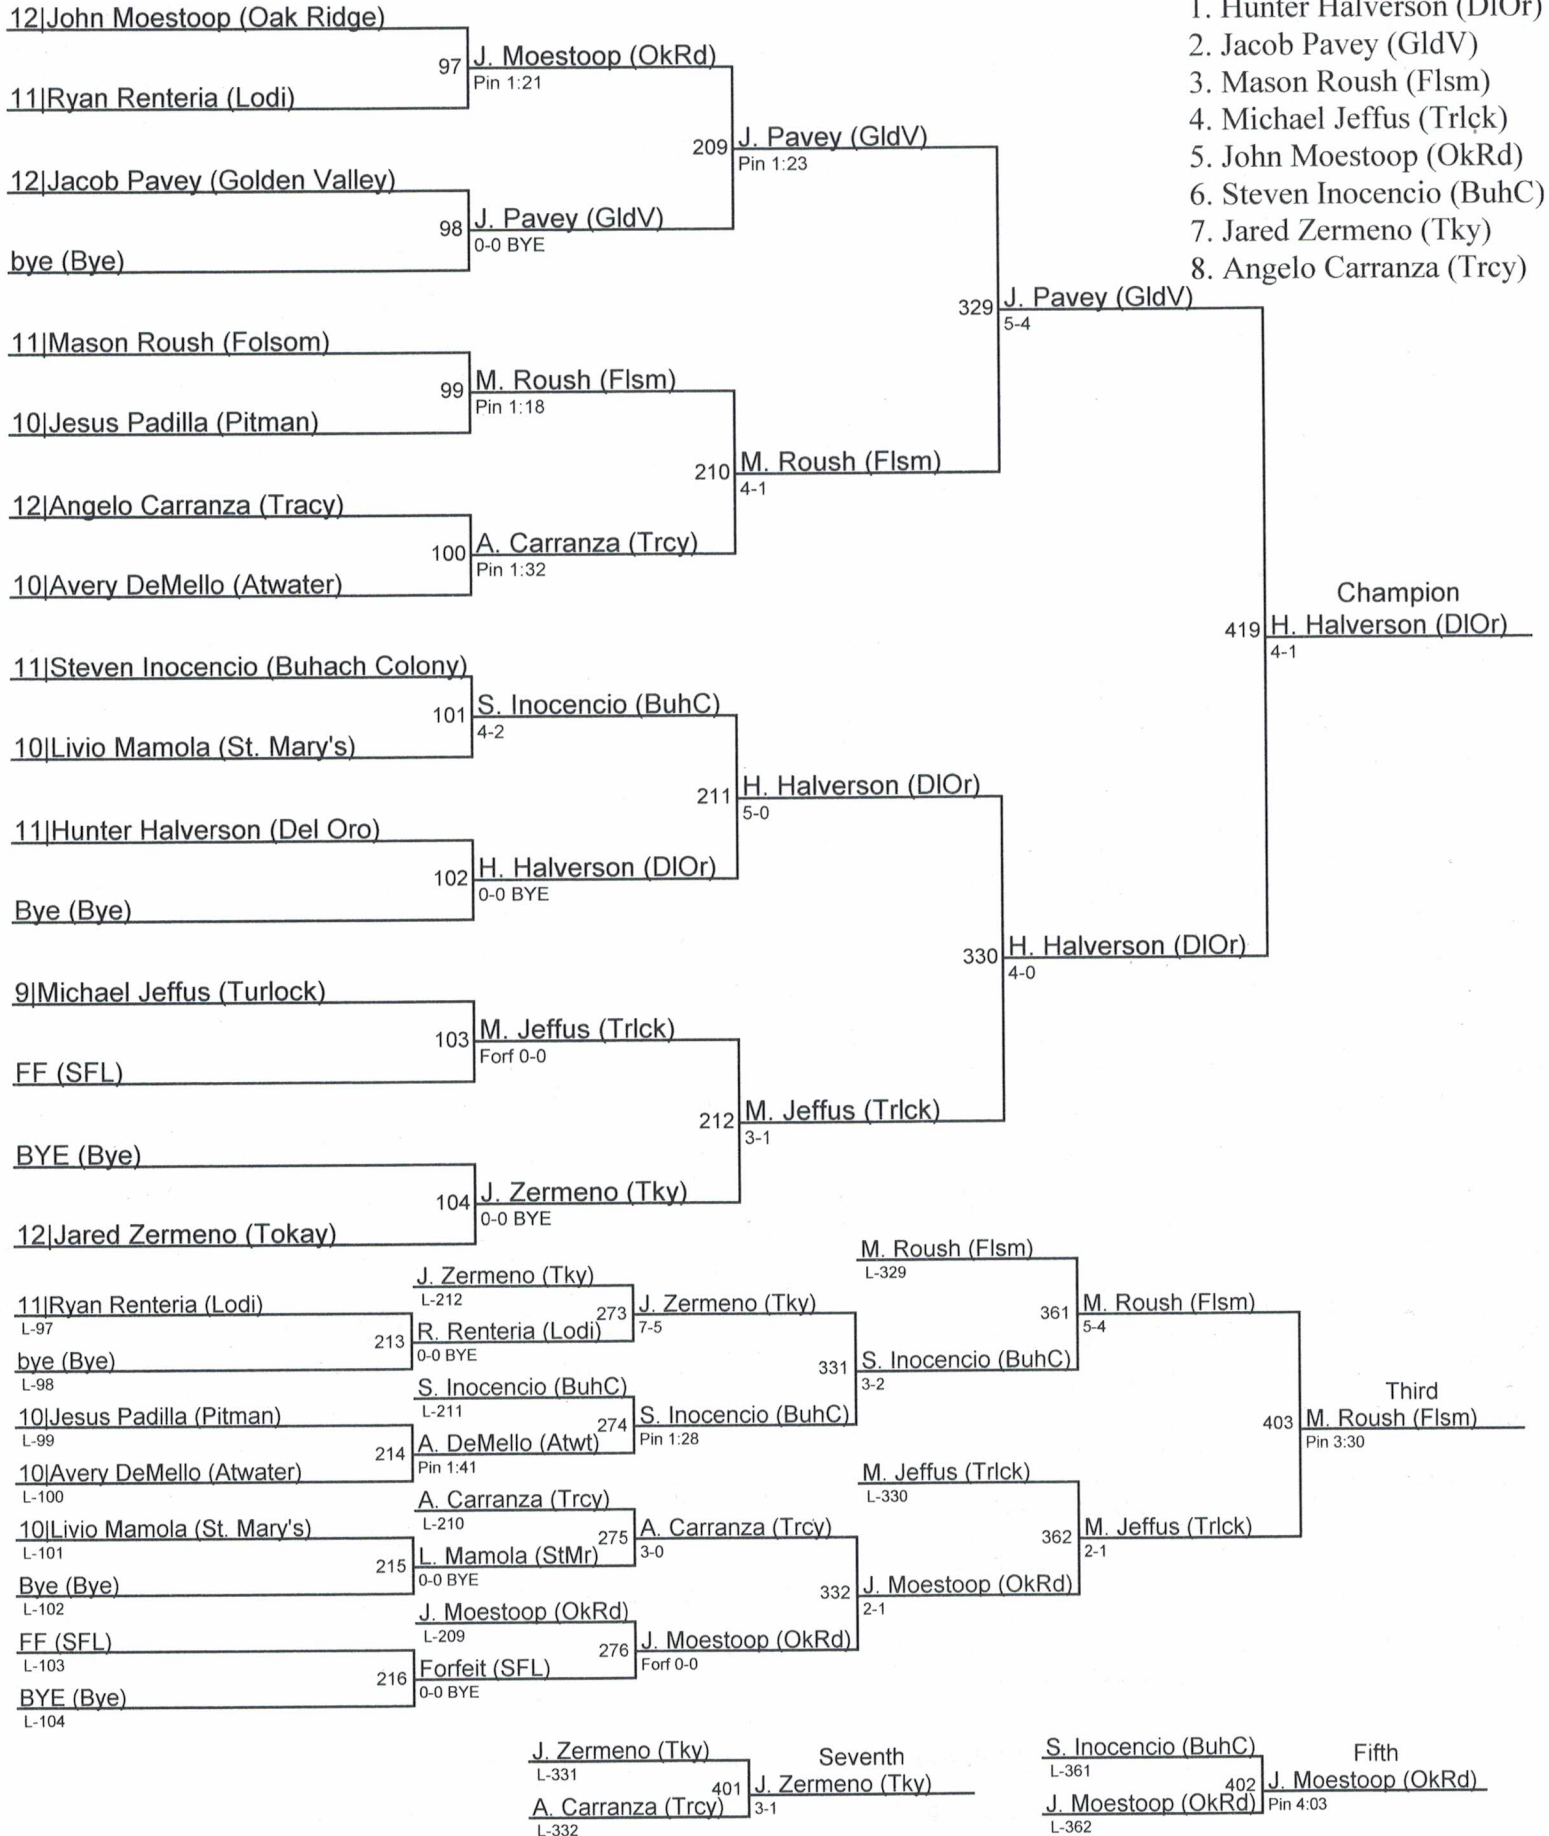 12|John Moestoop (Oak Ridge)
97
J. Moestoop (OkRd)
Pin 1:21
11|Ryan Renteria (Lodi)
209
J. Pavey (GldV)
Pin 1:23
12|Jacob Pavey (Golden Valley)
98
J. Pavey (GldV)
0-0 BYE
bye (Bye)
329
J. Pavey (GldV)
5-4
11|Mason Roush (Folsom)
99
M. Roush (Flsm)
Pin 1:18
10|Jesus Padilla (Pitman)
210
M. Roush (Flsm)
4-1
12|Angelo Carranza (Tracy)
100
A. Carranza (Trcy)
Pin 1:32
10|Avery DeMello (Atwater)
Champion
419
H. Halverson (DlOr)
4-1
11|Steven Inocencio (Buhach Colony)
101
S. Inocencio (BuhC)
4-2
10|Livio Mamola (St. Mary's)
211
H. Halverson (DlOr)
5-0
11|Hunter Halverson (Del Oro)
102
H. Halverson (DlOr)
0-0 BYE
Bye (Bye)
330
H. Halverson (DlOr)
4-0
9|Michael Jeffus (Turlock)
103
M. Jeffus (Trlck)
Forf 0-0
FF (SFL)
212
M. Jeffus (Trlck)
3-1
BYE (Bye)
104
J. Zermeno (Tky)
0-0 BYE
12|Jared Zermeno (Tokay)
1. Hunter Halverson (DlOr)
2. Jacob Pavey (GldV)
3. Mason Roush (Flsm)
4. Michael Jeffus (Trlck)
5. John Moestoop (OkRd)
6. Steven Inocencio (BuhC)
7. Jared Zermeno (Tky)
8. Angelo Carranza (Trcy)
11|Ryan Renteria (Lodi)
L-97
bye (Bye)
L-98
213
J. Zermeno (Tky)
L-212
R. Renteria (Lodi)
0-0 BYE
273
J. Zermeno (Tky)
7-5
10|Jesus Padilla (Pitman)
L-99
10|Avery DeMello (Atwater)
L-100
214
S. Inocencio (BuhC)
L-211
A. DeMello (Atwt)
Pin 1:41
274
S. Inocencio (BuhC)
Pin 1:28
10|Livio Mamola (St. Mary's)
L-101
Bye (Bye)
L-102
215
A. Carranza (Trcy)
L-210
L. Mamola (StMr)
0-0 BYE
275
A. Carranza (Trcy)
3-0
FF (SFL)
L-103
BYE (Bye)
L-104
216
J. Moestoop (OkRd)
L-209
Forfeit (SFL)
0-0 BYE
276
J. Moestoop (OkRd)
Forf 0-0
M. Roush (Flsm)
L-329
331
S. Inocencio (BuhC)
3-2
361
M. Roush (Flsm)
5-4
M. Jeffus (Trlck)
L-330
332
J. Moestoop (OkRd)
2-1
362
M. Jeffus (Trlck)
2-1
Third
403
M. Roush (Flsm)
Pin 3:30
J. Zermeno (Tky)
L-331
A. Carranza (Trcy)
L-332
Seventh
401
J. Zermeno (Tky)
3-1
S. Inocencio (BuhC)
L-361
J. Moestoop (OkRd)
L-362
Fifth
402
J. Moestoop (OkRd)
Pin 4:03